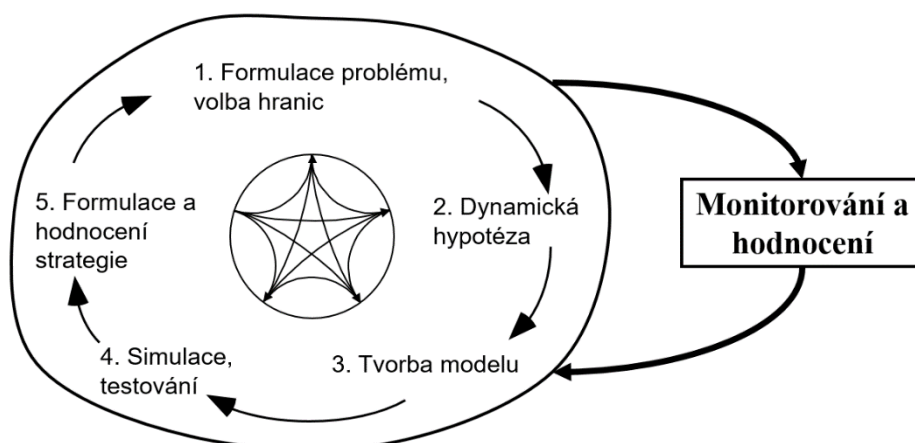 1. Formulace problému,
volba hranic
2. Dynamická
hypotéza
3. Tvorba modelu
4. Simulace,
testování
5. Formulace a
hodnocení
strategie
Monitorování a
hodnocení